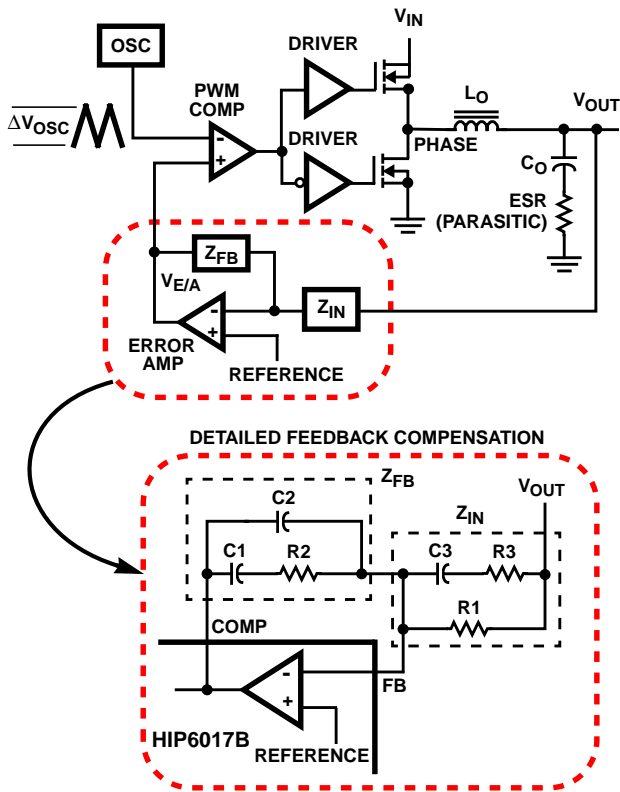 V_IN
OSC
DRIVER
L_O
V_OUT
PWM
COMP
ΔV_OSC
DRIVER
-
+
PHASE
C_O
ESR
(PARASITIC)
Z_FB
V_E/A
Z_IN
-
+
ERROR
AMP
REFERENCE
DETAILED FEEDBACK COMPENSATION
Z_FB
V_OUT
C2
Z_IN
C1
R2
C3
R3
R1
COMP
-
+
FB
HIP6017B
REFERENCE